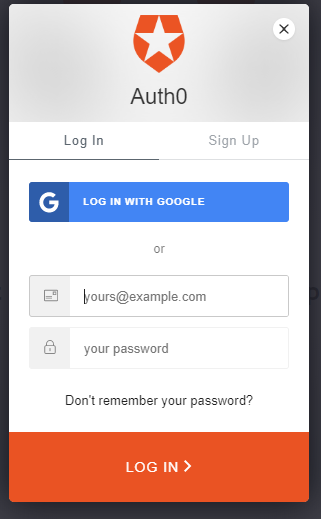 Auth0
Log In
Sign Up
LOG IN WITH GOOGLE
or
yours@example.com
your password
Don't remember your password?
LOG IN